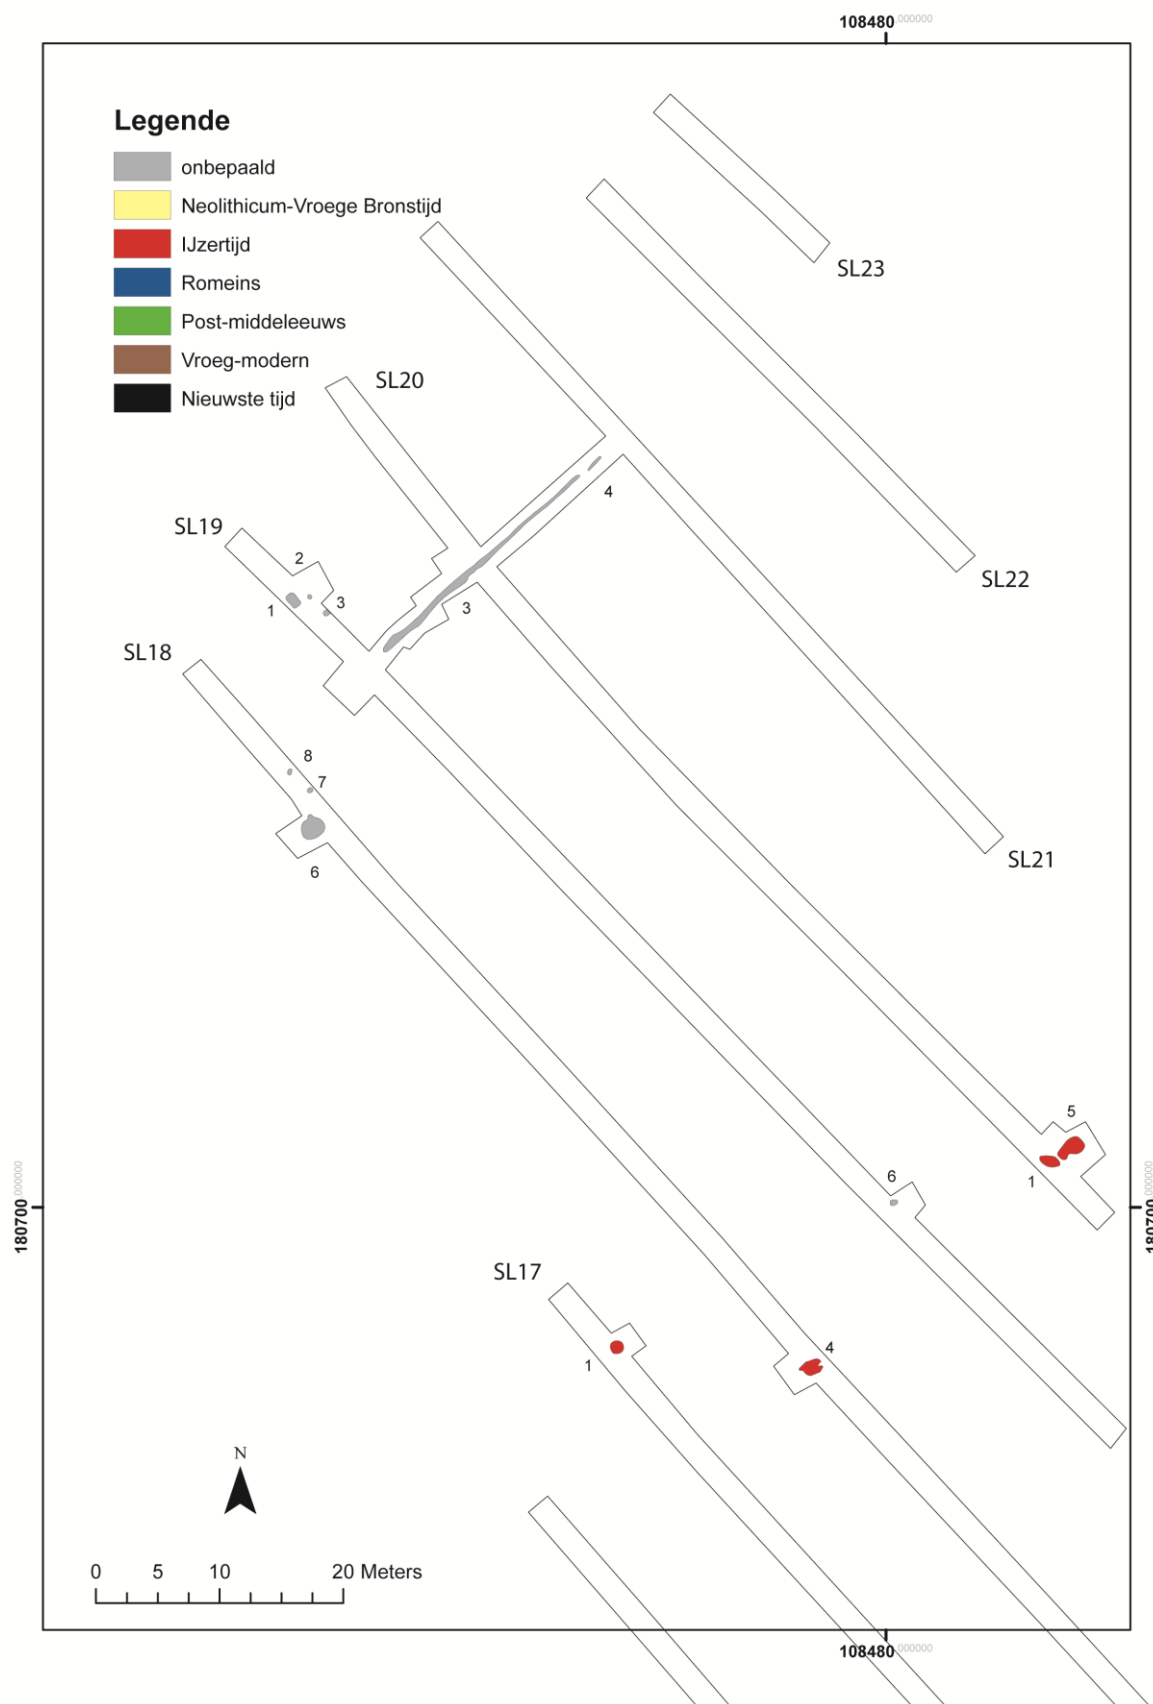 108480,000000
Legende
onbepaald
Neolithicum-Vroege Bronstijd
IJzertijd
Romeins
Post-middeleeuws
Vroeg-modern
Nieuwste tijd
SL23
SL20
4
SL19
2
SL22
1
3
3
SL18
8
7
SL21
6
5
6
1
180700,000000
180700,000000
SL17
4
1
N
0 5 10 20 Meters
108480,000000